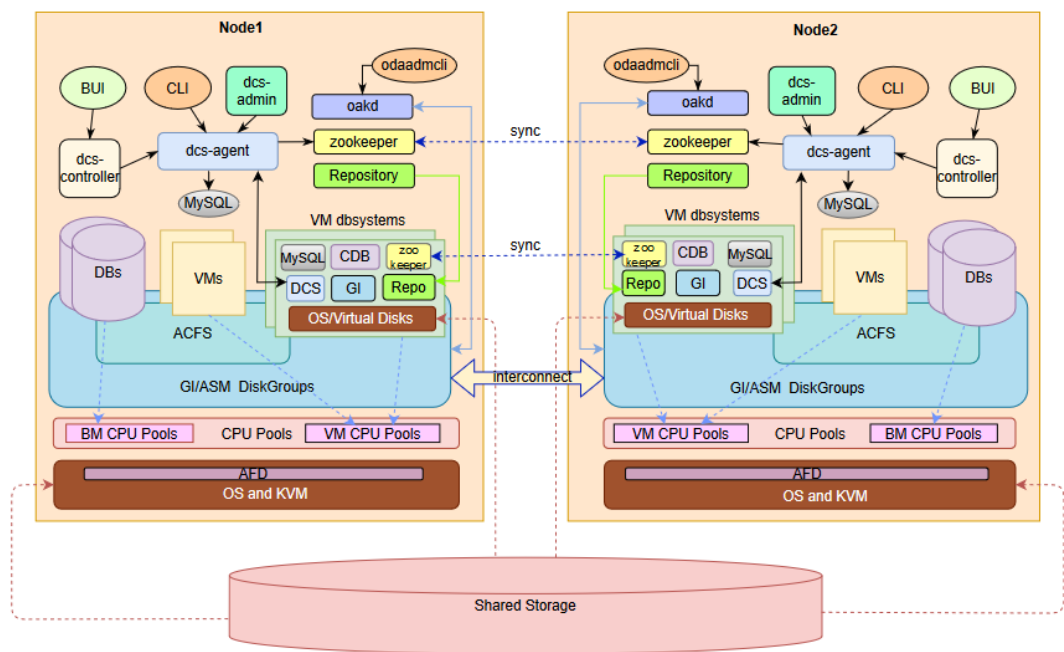 Node1
BUI
CLI
dcs-
admin
odaadmcli
oakd
dcs-
controller
dcs-agent
zookeeper
MySQL
Repository
VM dbsystems
DBs
VMs
MySQL
CDB
zoo
keeper
DCS
GI
Repo
OS/Virtual Disks
ACFS
GI/ASM DiskGroups
BM CPU Pools
CPU Pools
VM CPU Pools
AFD
OS and KVM
sync
sync
interconnect
Node2
odaadmcli
oakd
dcs-
admin
CLI
BUI
zookeeper
dcs-agent
dcs-
controller
Repository
MySQL
VM dbsystems
zoo
keeper
CDB
MySQL
Repo
GI
DCS
OS/Virtual Disks
VMs
DBs
ACFS
GI/ASM DiskGroups
VM CPU Pools
CPU Pools
BM CPU Pools
AFD
OS and KVM
Shared Storage